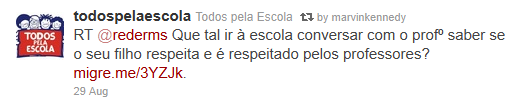 TODOS
PELA
ESCOLA
todospelaescola Todos pela Escola by marvinkennedy
RT @rederms Que tal ir à escola conversar com o profº saber se
o seu filho respeita e é respeitado pelos professores?
migre.me/3YZJk.
29 Aug